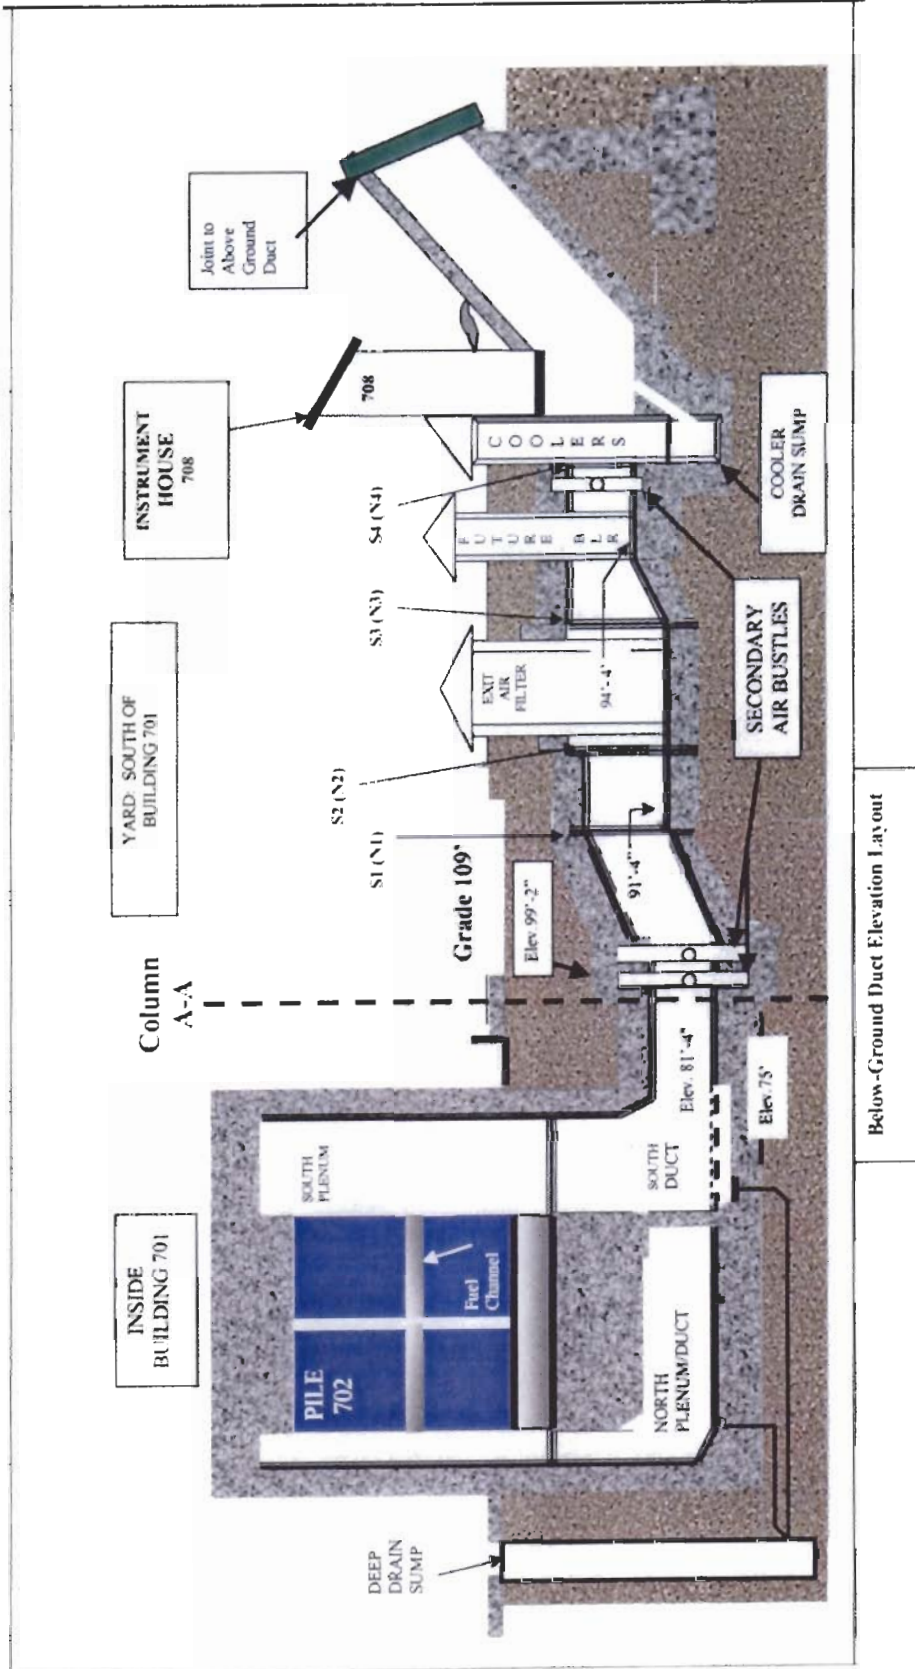 INSIDE
BUILDING 701
Column
A-A
YARD: SOUTH OF
BUILDING 701
INSTRUMENT
HOUSE
708
Joint to
Above
Ground
Duct
708
DEEP
DRAIN
SUMP
PILE
702
Fuel
Channel
SOUTH
PLENUM
NORTH
PLENUM/DUCT
SOUTH
DUCT
Elev. 81'-4"
Elev. 75'
Grade 109'
Elev. 99'-2"
S1 (N1)
S2 (N2)
S3 (N3)
S4 (N4)
91'-4"
EXIT
AIR
FILTER
94'-4'
FUTURE BLR
COOLERS
SECONDARY
AIR BUSTLES
COOLER
DRAIN SUMP
Below-Ground Duct Elevation Layout